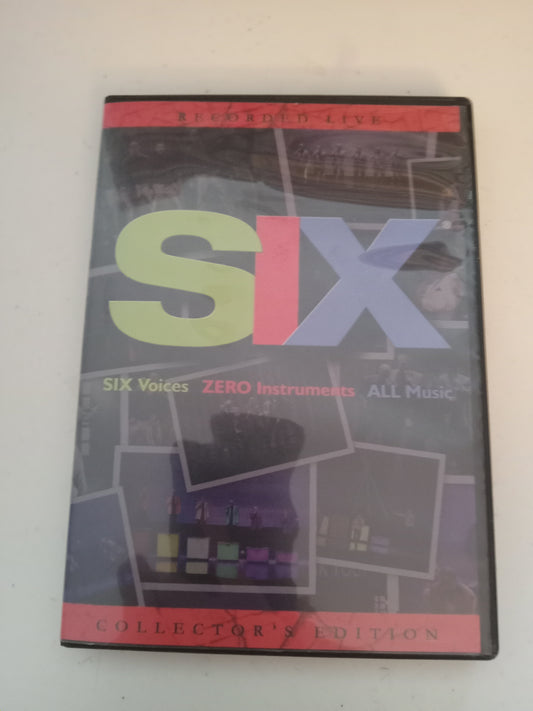 RECORDED LIVE
SIX
SIX Voices ZERO Instruments ALL Music
COLLECTOR'S EDITION